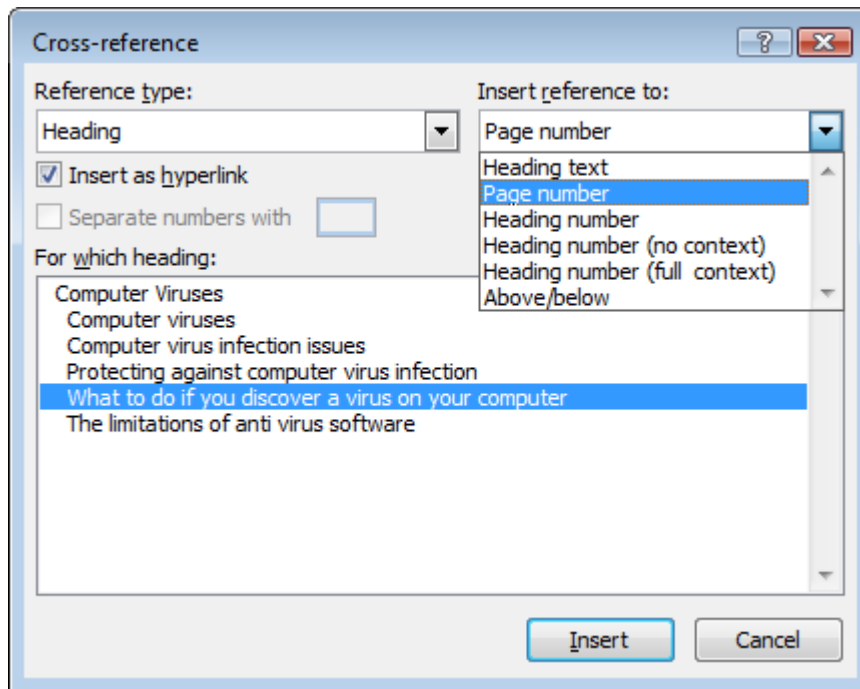 Cross-reference
Reference type:
Insert reference to:
Heading
Page number
Insert as hyperlink
Separate numbers with
Heading text
Page number
Heading number
Heading number (no context)
Heading number (full  context)
Above/below
For which heading:
Computer Viruses
Computer viruses
Computer virus infection issues
Protecting against computer virus infection
What to do if you discover a virus on your computer
The limitations of anti virus software
Insert
Cancel